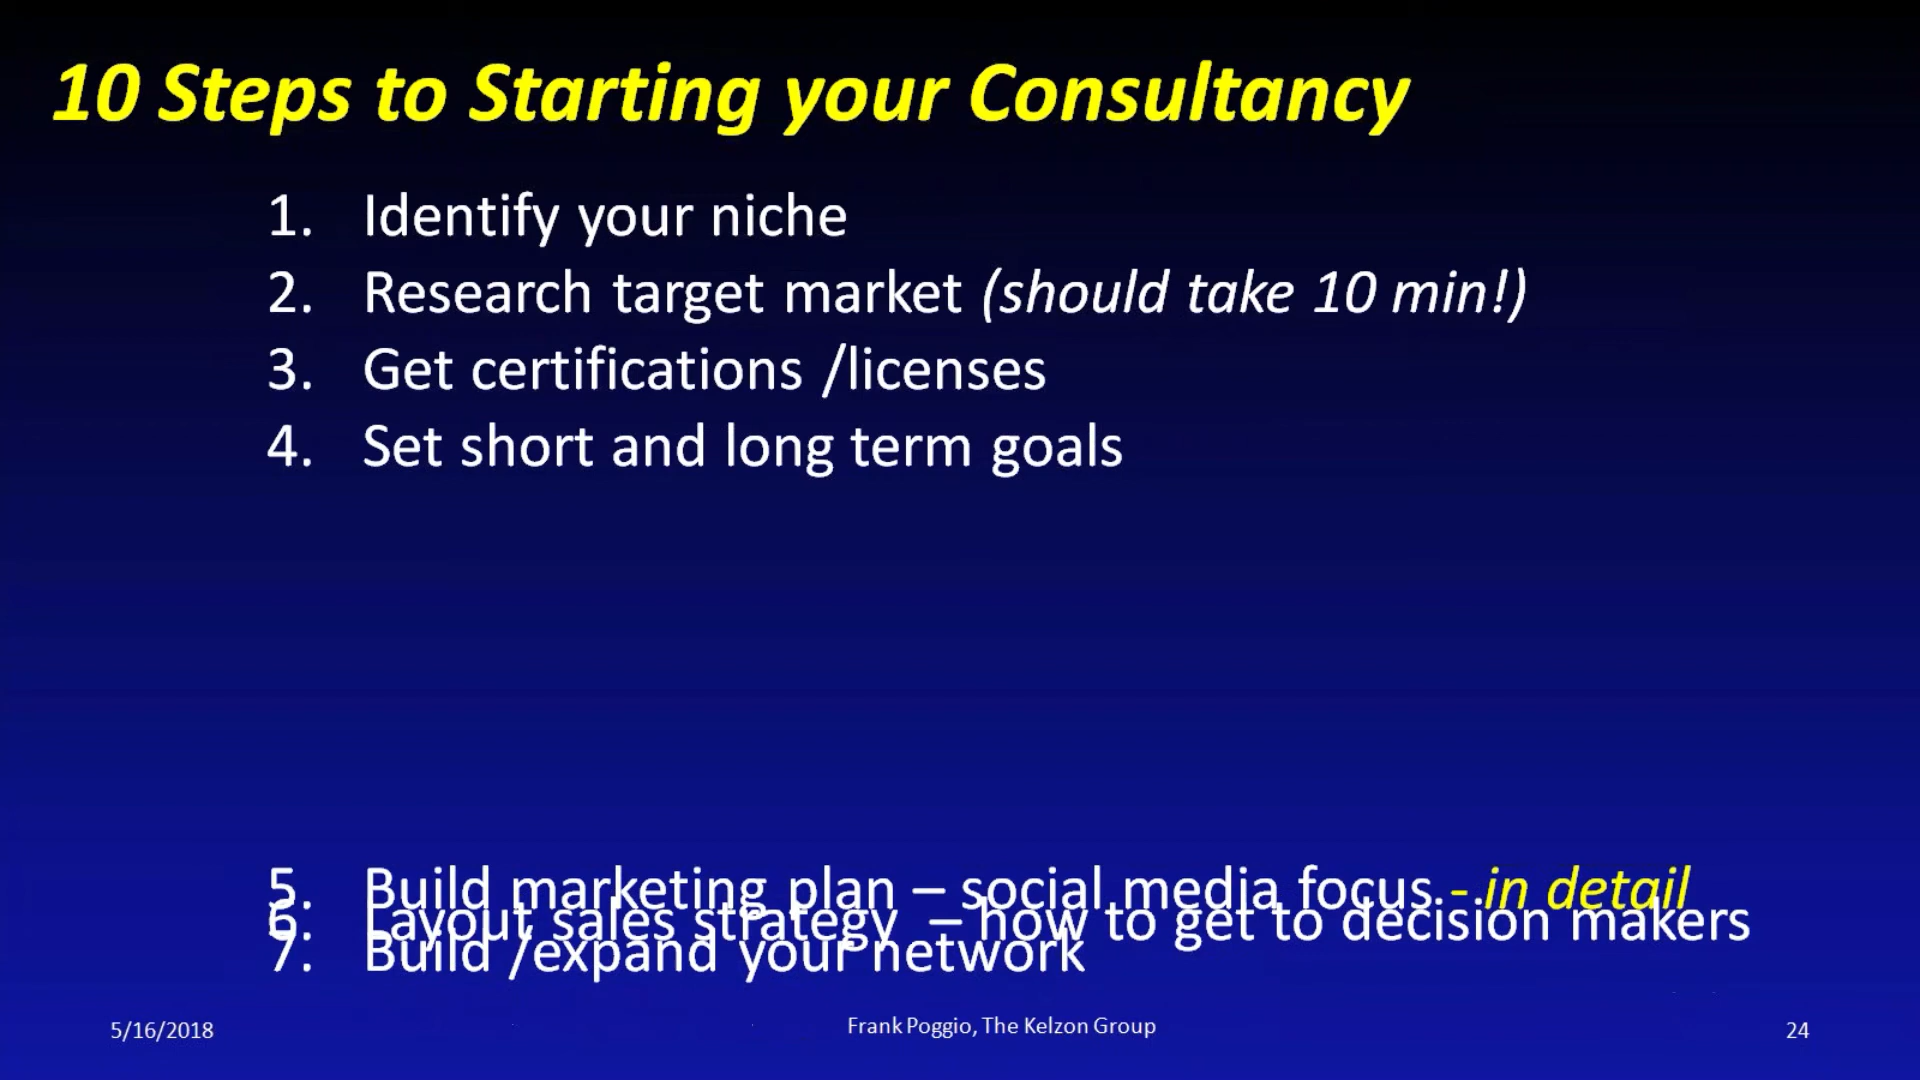 10 Steps to Starting your Consultancy
1. Identify your niche
2. Research target market (should take 10 min!)
3. Get certifications /licenses
4. Set short and long term goals
5. Build marketing plan – social media focus - in detail
6. Layout sales strategy – how to get to decision makers
7. Build /expand your network
5/16/2018
Frank Poggio, The Kelzon Group
24